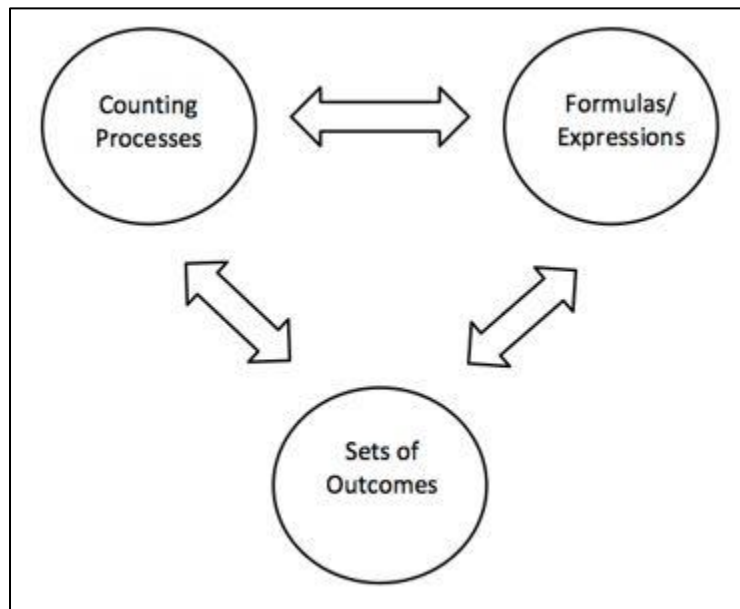 Counting
Processes
Formulas/
Expressions
Sets of
Outcomes